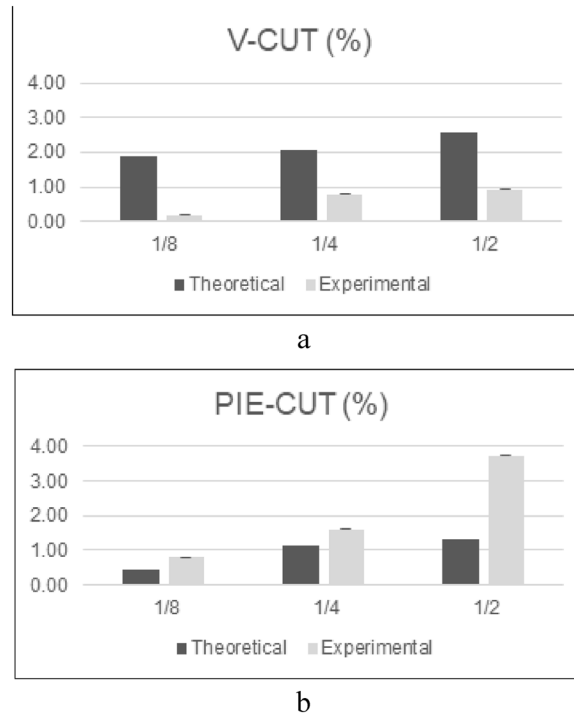 V-CUT (%)
4.00
3.00
2.00
1.00
0.00
1/8 1/4 1/2
Theoretical Experimental
a
PIE-CUT (%)
4.00
3.00
2.00
1.00
0.00
1/8 1/4 1/2
Theoretical Experimental
b